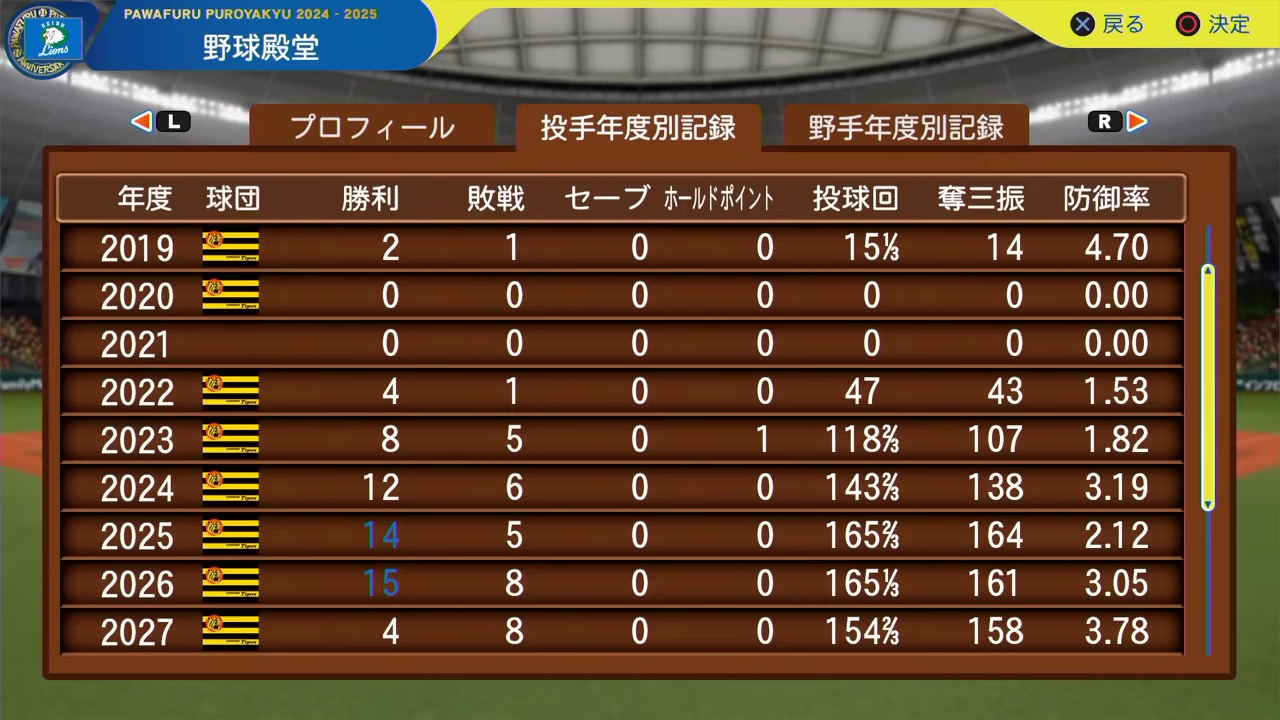 PAWAFURU PUROYAKYU 2024 - 2025
野球殿堂
戻る 決定
Lions
L プロフィール 投手年度別記録 野手年度別記録 R
年度 球団 勝利 敗戦 セーブ ホールドポイント 投球回 奪三振 防御率
2019 2 1 0 0 15⅓ 14 4.70
2020 0 0 0 0 0 0 0.00
2021 0 0 0 0 0 0 0.00
2022 4 1 0 0 47 43 1.53
2023 8 5 0 1 118⅔ 107 1.82
2024 12 6 0 0 143⅔ 138 3.19
2025 14 5 0 0 165⅔ 164 2.12
2026 15 8 0 0 165⅓ 161 3.05
2027 4 8 0 0 154⅔ 158 3.78